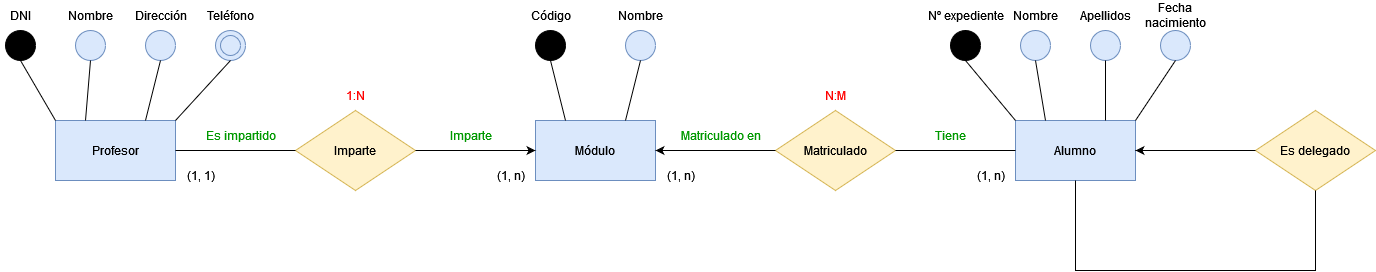 DNI
Nombre
Dirección
Teléfono
Código
Nombre
Nº expediente
Nombre
Apellidos
Fecha
nacimiento
1:N
N:M
Es impartido
Imparte
Matriculado en
Tiene
Profesor
Imparte
Módulo
Matriculado
Alumno
Es delegado
(1, 1)
(1, n)
(1, n)
(1, n)